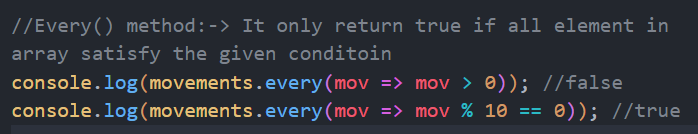 //Every() method:-> It only return true if all element in
array satisfy the given conditoin
console.log(movements.every(mov => mov > 0)); //false
console.log(movements.every(mov => mov % 10 == 0)); //true